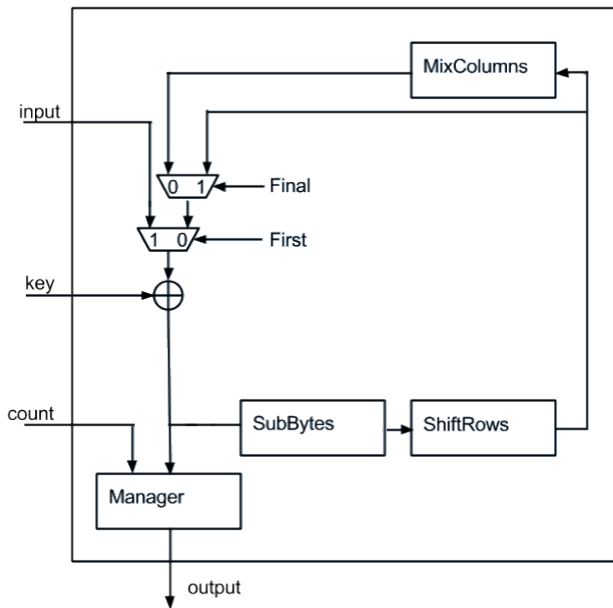 MixColumns
input
0 1
Final
1 0
First
key
count
SubBytes
ShiftRows
Manager
output